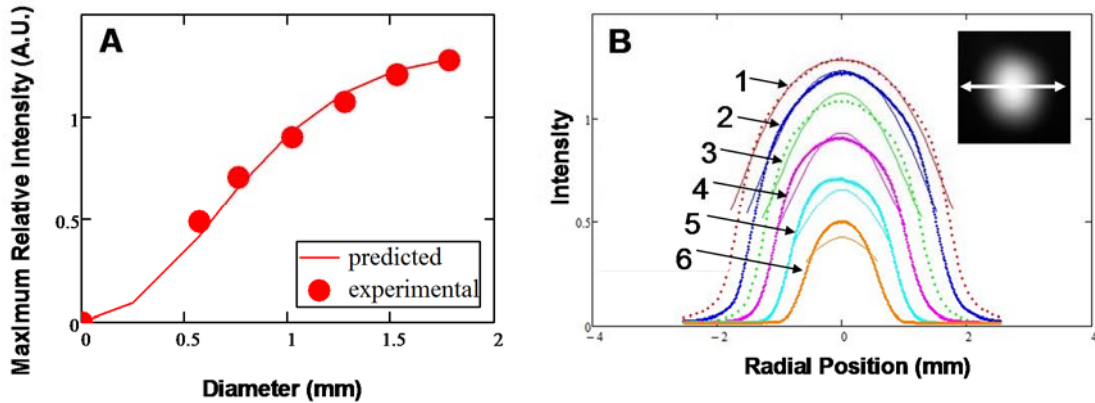 A
Maximum Relative Intensity (A.U.)
1
0.5
0
0
0.5
1
1.5
2
predicted
experimental
Diameter (mm)
B
Intensity
1
0.5
0
−4
−2
0
2
4
1
2
3
4
5
6
Radial Position (mm)